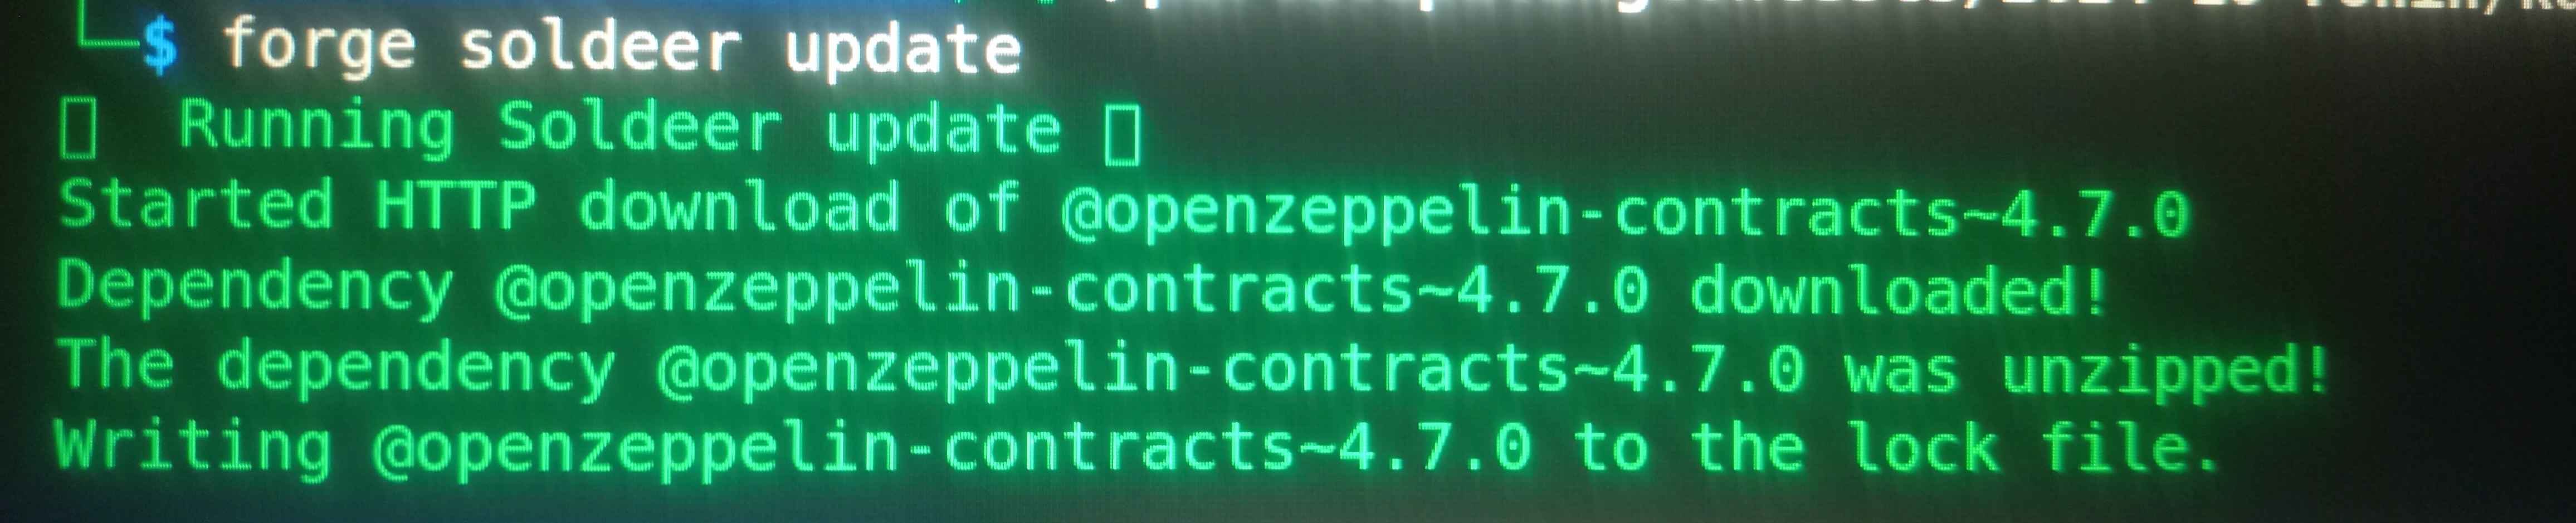 └─$ forge soldeer update
▯  Running Soldeer update ▯
Started HTTP download of @openzeppelin-contracts~4.7.0
Dependency @openzeppelin-contracts~4.7.0 downloaded!
The dependency @openzeppelin-contracts~4.7.0 was unzipped!
Writing @openzeppelin-contracts~4.7.0 to the lock file.